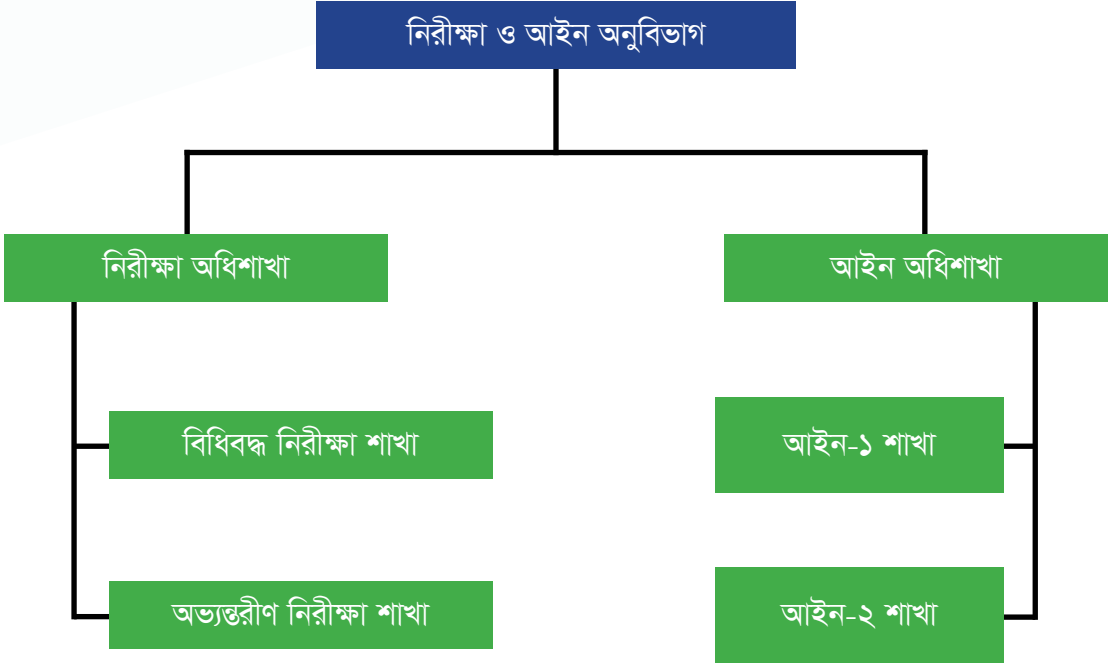 নিরীক্ষা ও আইন অনুবিভাগ
নিরীক্ষা অধিশাখা
আইন অধিশাখা
বিধিবদ্ধ নিরীক্ষা শাখা
আইন-১ শাখা
অভ্যন্তরীণ নিরীক্ষা শাখা
আইন-২ শাখা